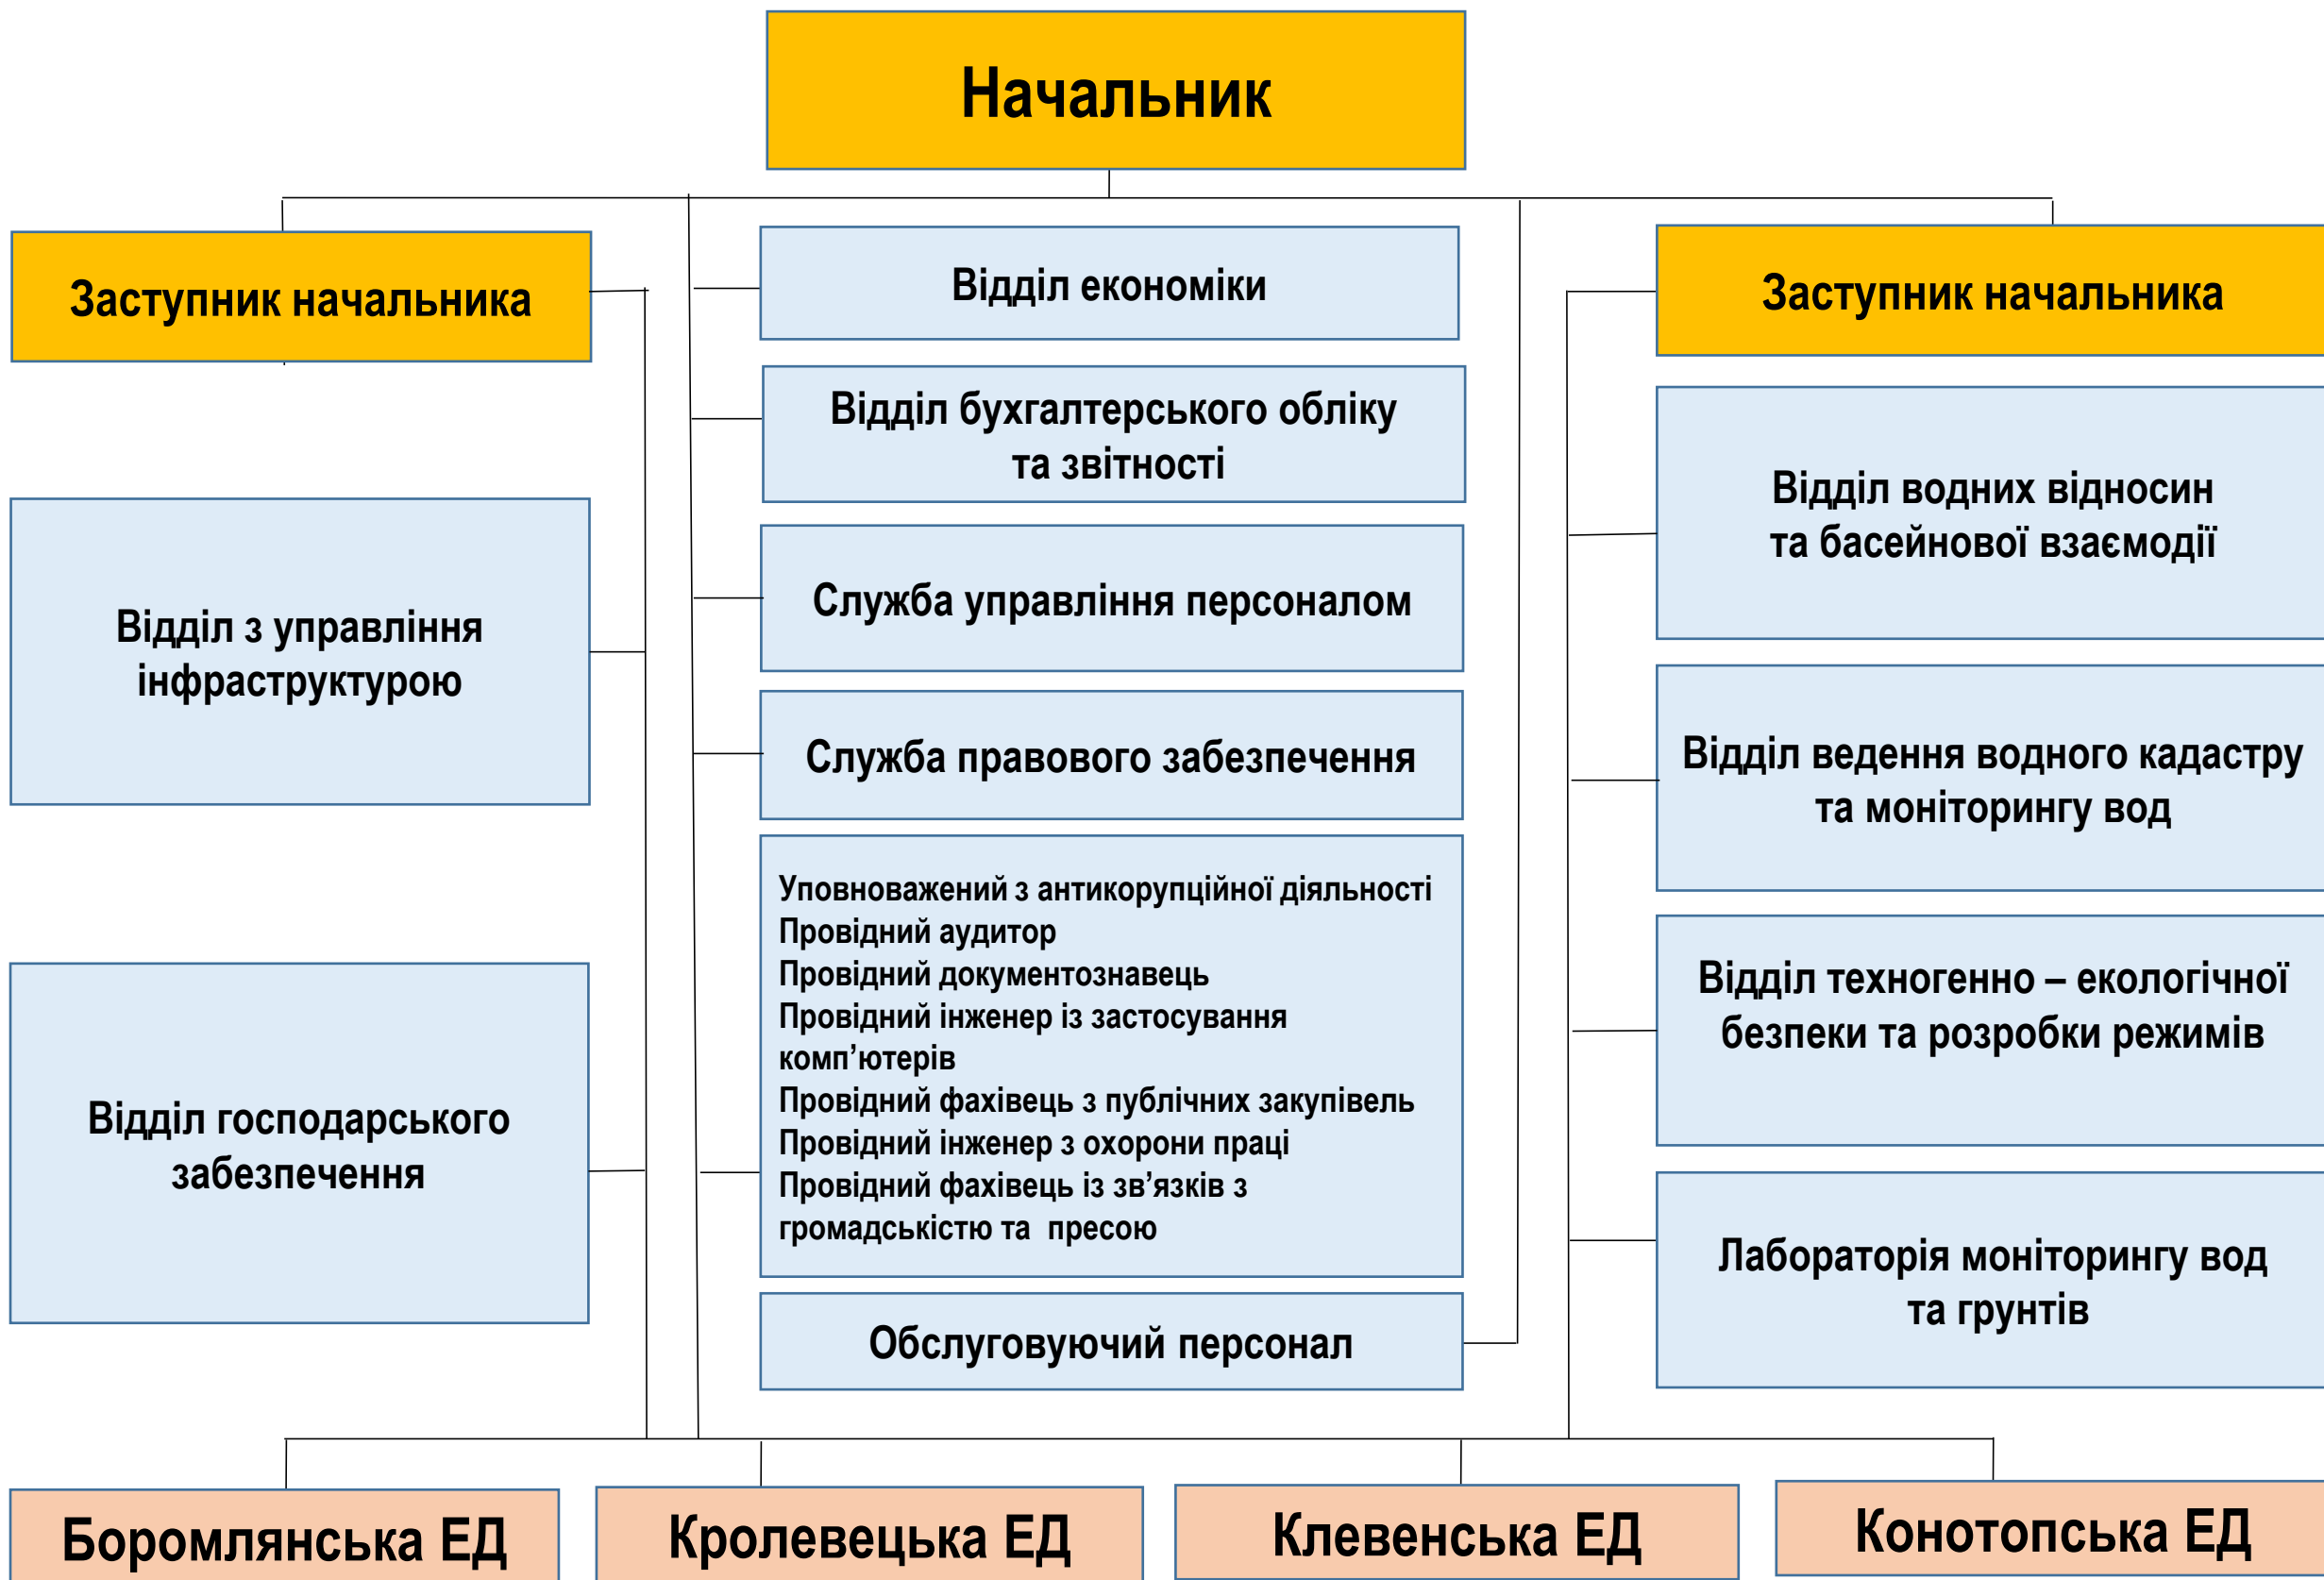 Начальник
Заступник начальника
Відділ з управління
інфраструктурою
Відділ господарського
забезпечення
Відділ економіки
Відділ бухгалтерського обліку
та звітності
Служба управління персоналом
Служба правового забезпечення
Уповноважений з антикорупційної діяльності
Провідний аудитор
Провідний документознавець
Провідний інженер із застосування
комп’ютерів
Провідний фахівець з публічних закупівель
Провідний інженер з охорони праці
Провідний фахівець із зв’язків з
громадськістю та пресою
Обслуговуючий персонал
Заступник начальника
Відділ водних відносин
та басейнової взаємодії
Відділ ведення водного кадастру
та моніторингу вод
Відділ техногенно – екологічної
безпеки та розробки режимів
Лабораторія моніторингу вод
та грунтів
Боромлянська ЕД
Кролевецька ЕД
Клевенська ЕД
Конотопська ЕД